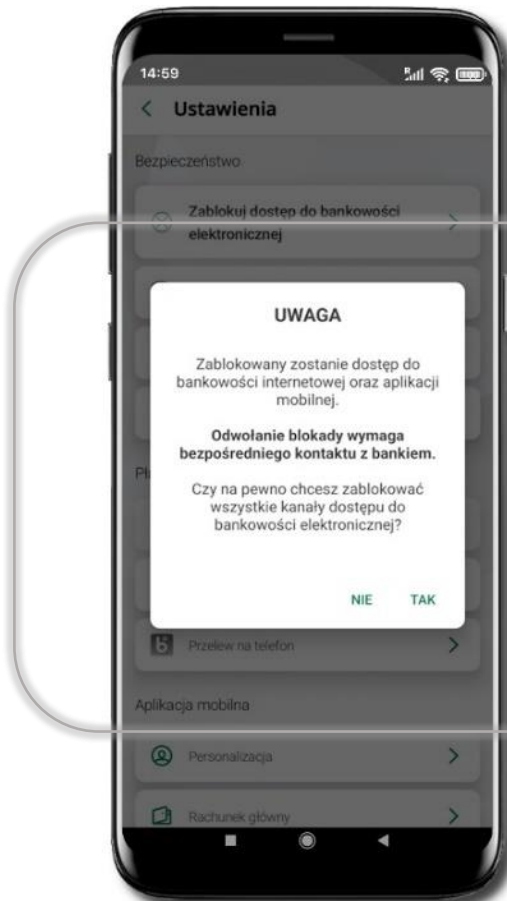 14:59
Ustawienia
Bezpieczeństwo
Zablokuj dostęp do bankowości
elektronicznej
UWAGA
Zablokowany zostanie dostęp do
bankowości internetowej oraz aplikacji
mobilnej.
Odwołanie blokady wymaga
bezpośredniego kontaktu z bankiem.
Czy na pewno chcesz zablokować
wszystkie kanały dostępu do
bankowości elektronicznej?
NIE TAK
Przelew na telefon
Aplikacja mobilna
Personalizacja
Rachunek główny